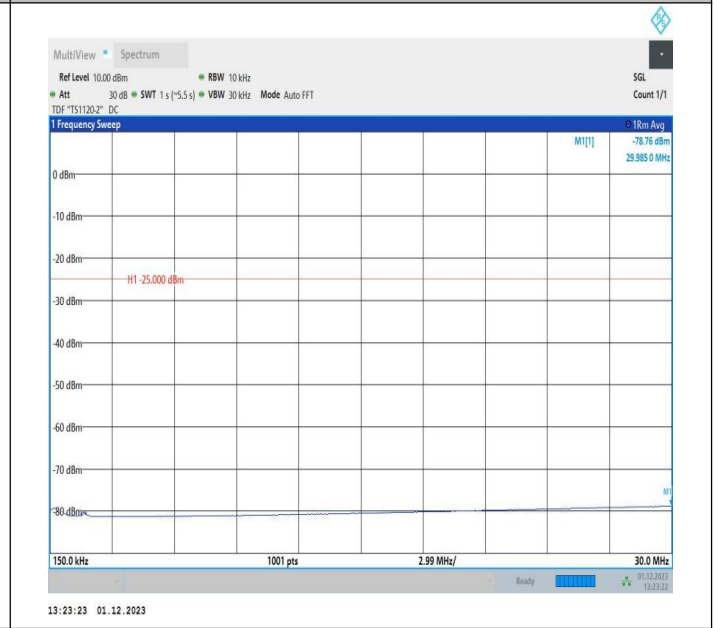 MultiView Spectrum
Ref Level 10.00 dBm RBW 10 kHz SGL
Att 30 dB SWT 1 s (~5.5 s) VBW 30 kHz Mode Auto FFT Count 1/1
TDF "TS1120-2" DC
1 Frequency Sweep 1Rm Avg
M1[1] -78.76 dBm
29.985 0 MHz
0 dBm
-10 dBm
-20 dBm
H1 -25.000 dBm
-30 dBm
-40 dBm
-50 dBm
-60 dBm
-70 dBm
M1
-80 dBm
150.0 kHz 1001 pts 2.99 MHz/ 30.0 MHz
Ready 01.12.2023
13:23:22
13:23:23 01.12.2023